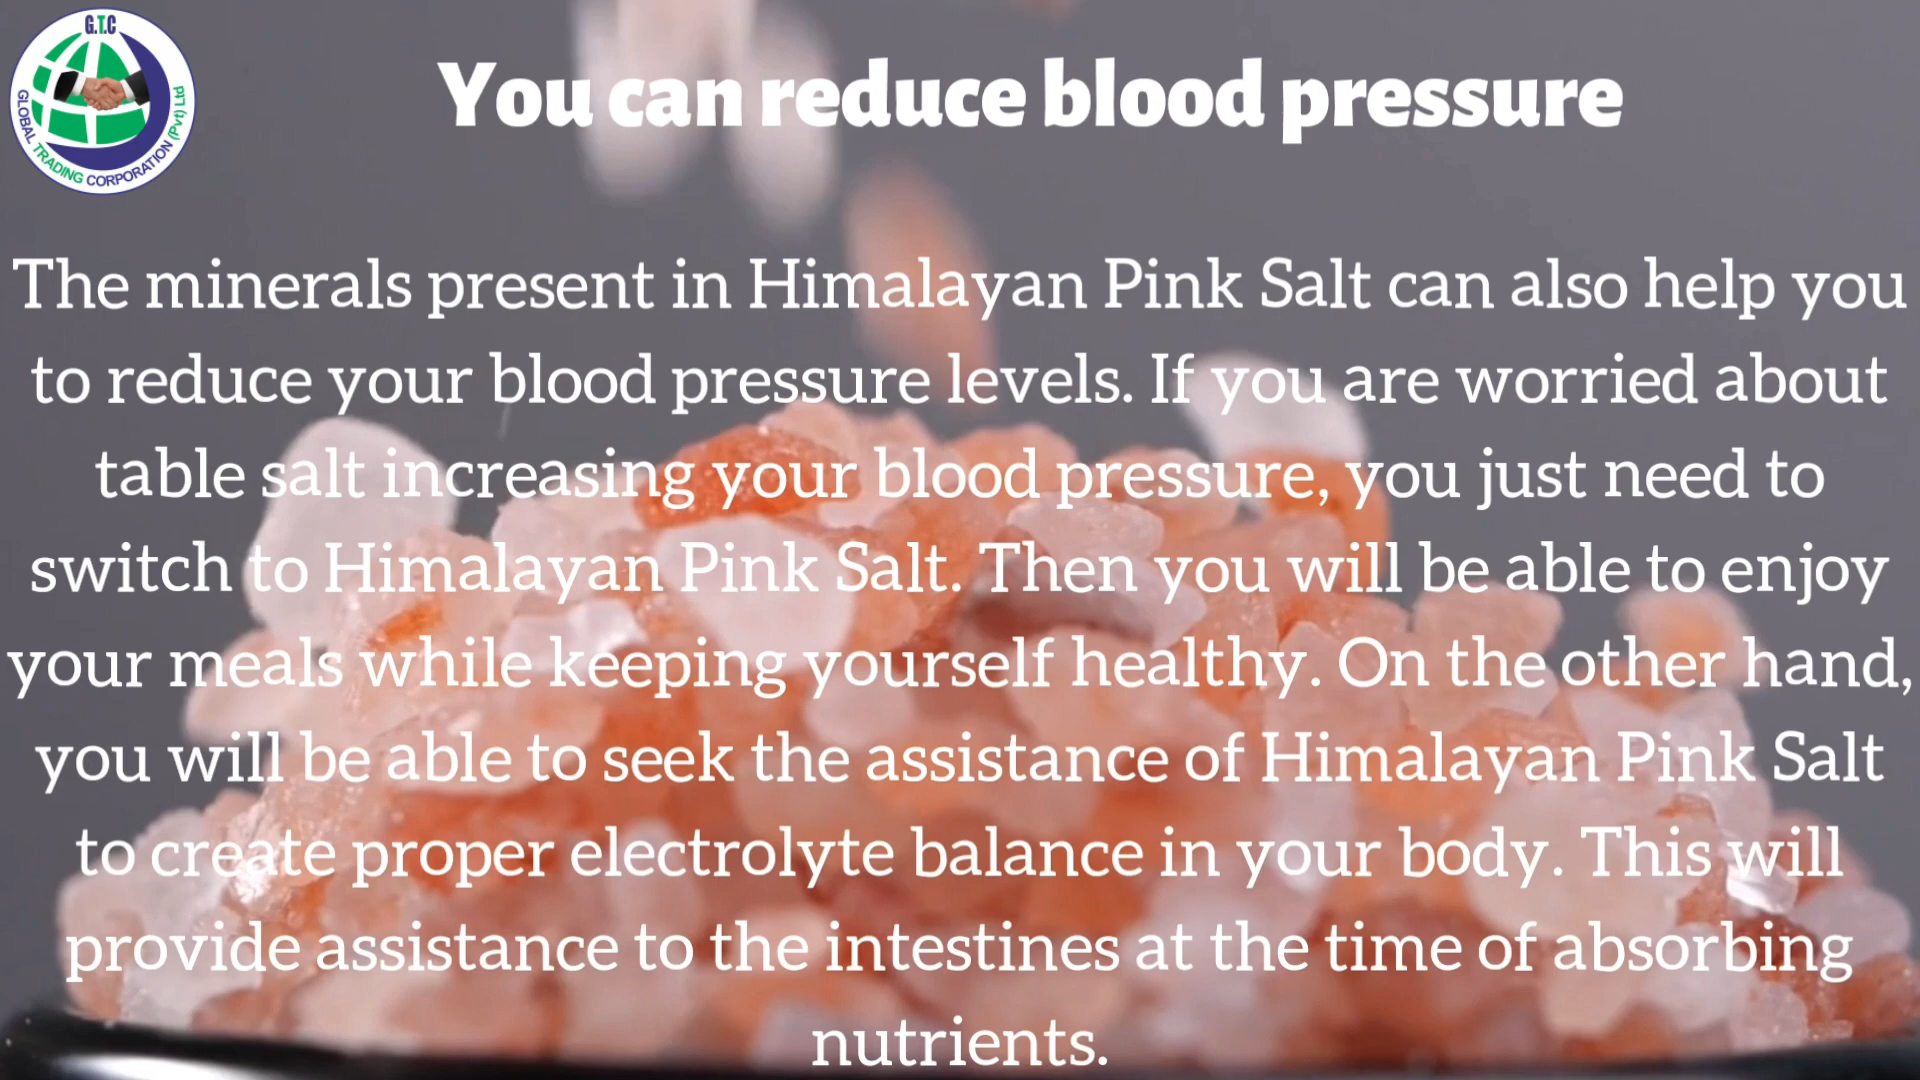 G.T.C
GLOBAL TRADING CORPORATION (Pvt) Ltd
You can reduce blood pressure
The minerals present in Himalayan Pink Salt can also help you
to reduce your blood pressure levels. If you are worried about
table salt increasing your blood pressure, you just need to
switch to Himalayan Pink Salt. Then you will be able to enjoy
your meals while keeping yourself healthy. On the other hand,
you will be able to seek the assistance of Himalayan Pink Salt
to create proper electrolyte balance in your body. This will
provide assistance to the intestines at the time of absorbing
nutrients.